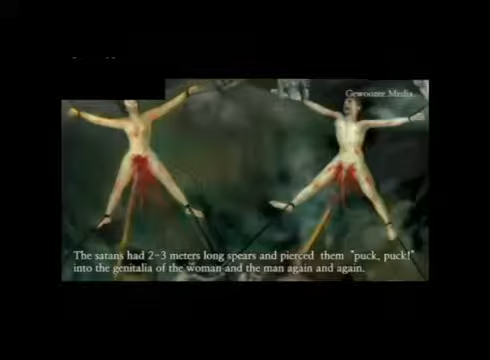 Gewoozee Media
The satans had 2-3 meters long spears and pierced them "puck, puck!"
into the genitalia of the woman and the man again and again.